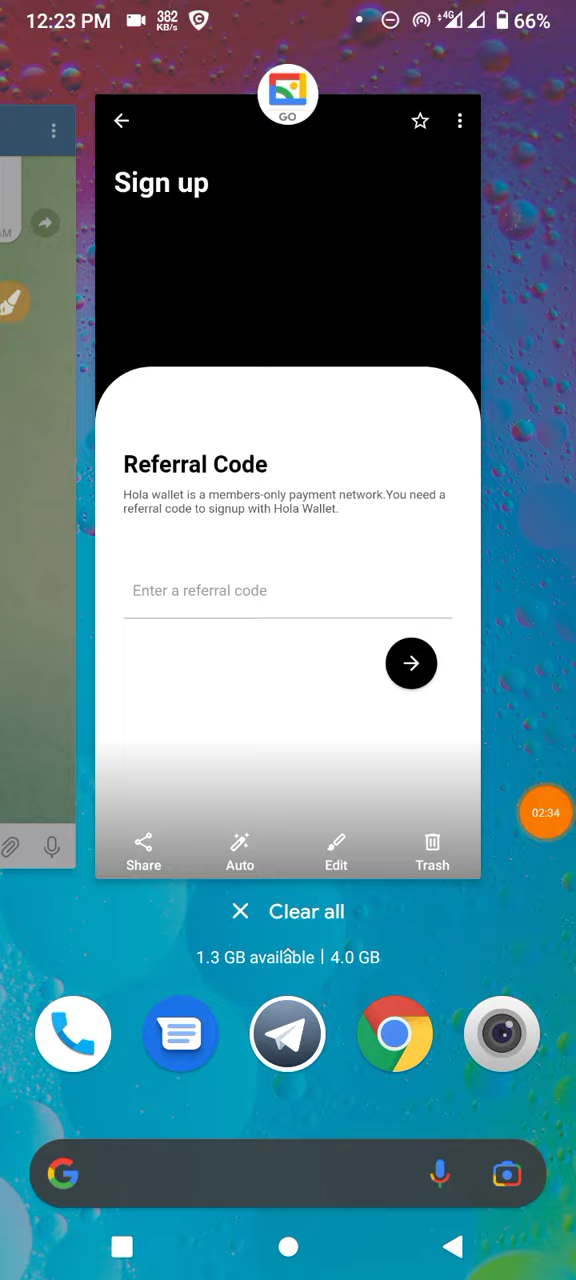 12:23 PM
382
KB/s
C
4G
66%
GO
Sign up
AM
Referral Code
Hola wallet is a members-only payment network.You need a
referral code to signup with Hola Wallet.
Enter a referral code
02:34
Share
Auto
Edit
Trash
Clear all
1.3 GB available | 4.0 GB
G